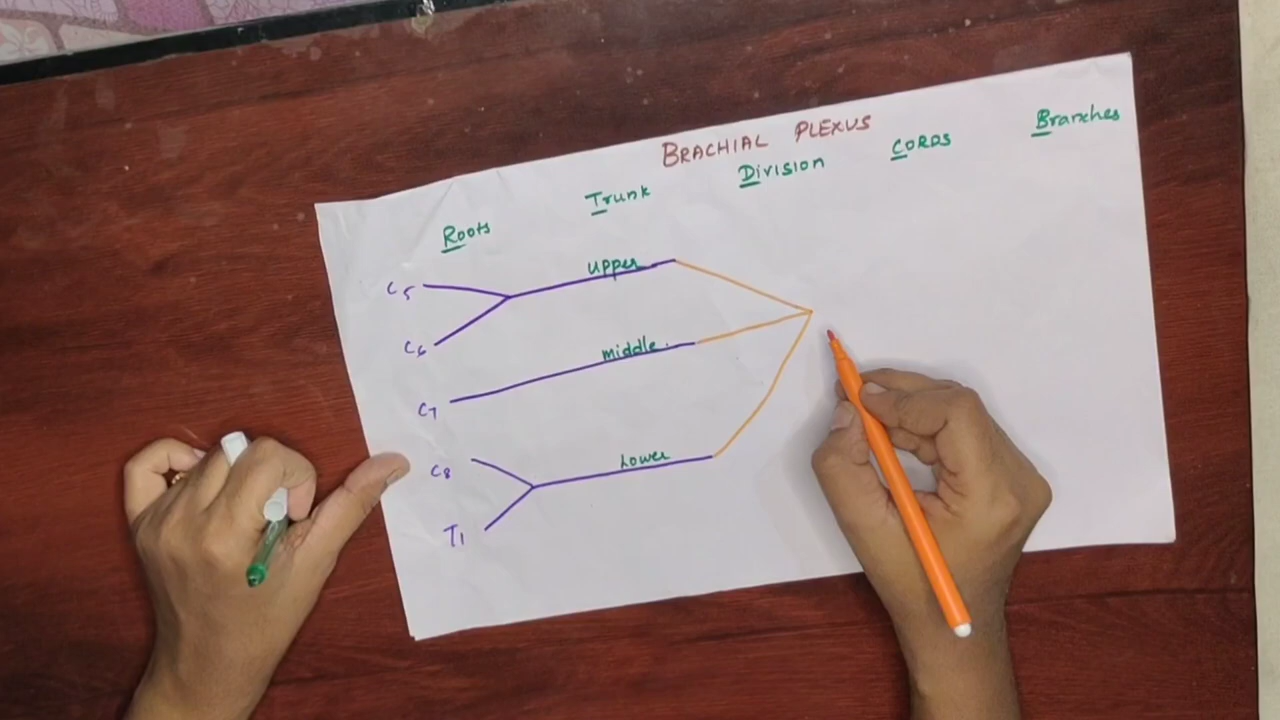 BRACHIAL PLEXUS
Roots Trunk Division CORDS Branches
C5
Upper
C6
middle
C7
Lower
C8
T1